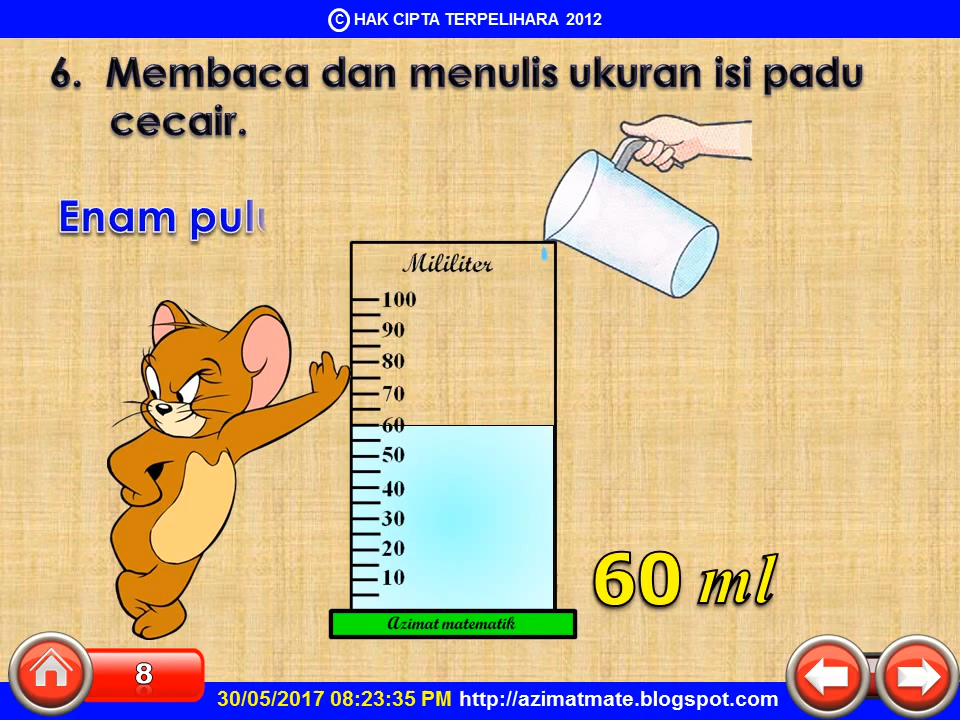 © HAK CIPTA TERPELIHARA 2012
6. Membaca dan menulis ukuran isi padu
cecair.
Enam pulu
Mililiter
100
90
80
70
60
50
40
30
20
10
60 ml
Azimat matematik
8
30/05/2017 08:23:35 PM http://azimatmate.blogspot.com